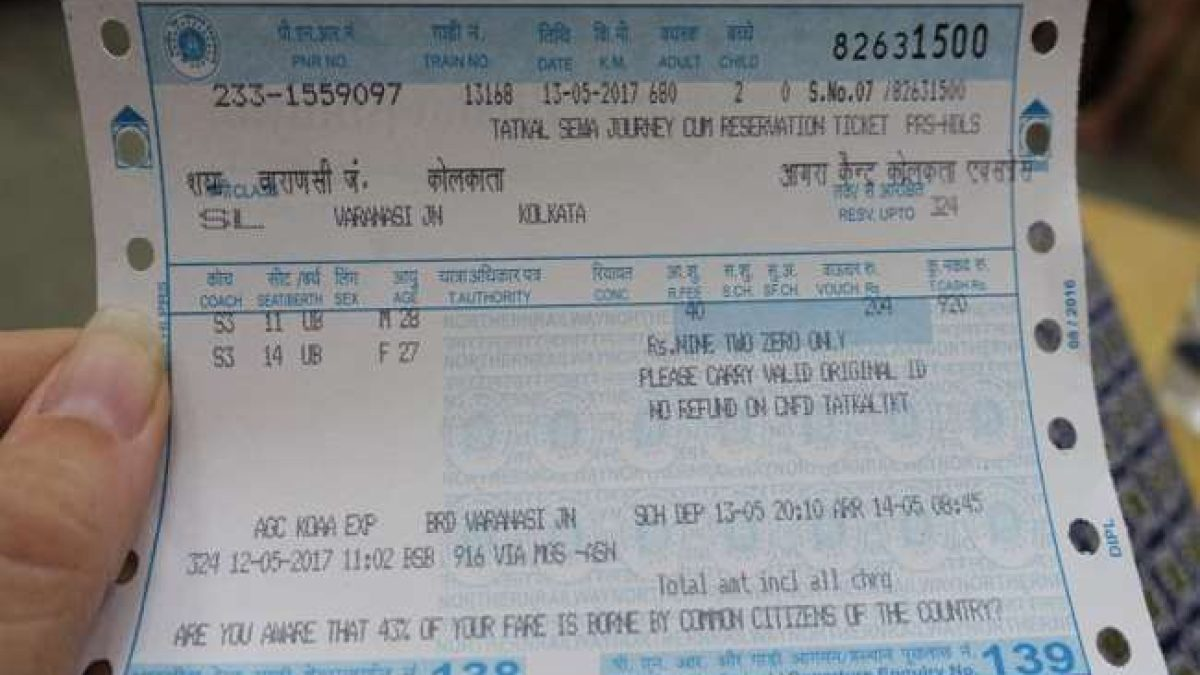 पी.एन.आर.नं. गाड़ी नं. तिथि कि.मी. वयस्क बच्चे
PNR NO. TRAIN NO. DATE K.M. ADULT CHILD 82631500
233-1559097 13168 13-05-2017 680 2 0 S.No.07 /82631500
TATKAL SEWA JOURNEY CUM RESERVATION TICKET PRS-HDLS
वाराणसी जं. कोलकाता आगरा कैन्ट कोलकाता एक्सप्रेस
CLASS
SL VARANASI JN KOLKATA RESV. UPTO 324
कोच सीट /बर्थ लिंग आयु यात्रा अधिकार पत्र रियायत आ.शु. स.शु. सु.अ. वाऊचर रु. कु. नकद रु.
COACH SEAT/BERTH SEX AGE T.AUTHORITY CONC. R.FEE S.CH. SF.CH. VOUCH Rs. T.CASH Rs.
S3 11 UB M 28 40 204 920
S3 14 UB F 27 Rs.NINE TWO ZERO ONLY
PLEASE CARRY VALID ORIGINAL ID
NO REFUND ON CNFD TATKALTKT
AGC KOAA EXP BRD VARANASI JN SCH DEP 13-05 20:10 ARR 14-05 08:45
324 12-05-2017 11:02 BSB 916 VIA MGS -ASN
Total amt incl all chrg
ARE YOU AWARE THAT 43% OF YOUR FARE IS BORNE BY COMMON CITIZENS OF THE COUNTRY?
138 139
08/2016
DIPL